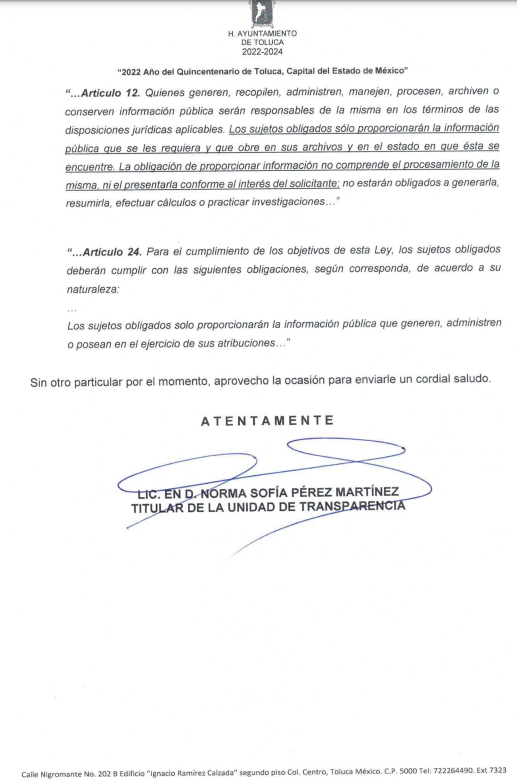 H. AYUNTAMIENTO
DE TOLUCA
2022-2024
"2022 Año del Quincentenario de Toluca, Capital del Estado de México"
"...Artículo 12. Quienes generen, recopilen, administren, manejen, procesen, archiven o
conserven información pública serán responsables de la misma en los términos de las
disposiciones jurídicas aplicables. Los sujetos obligados sólo proporcionarán la información
pública que se les requiera y que obre en sus archivos y en el estado en que ésta se
encuentre. La obligación de proporcionar información no comprende el procesamiento de la
misma, ni el presentarla conforme al interés del solicitante; no estarán obligados a generarla,
resumirla, efectuar cálculos o practicar investigaciones..."
"...Artículo 24. Para el cumplimiento de los objetivos de esta Ley, los sujetos obligados
deberán cumplir con las siguientes obligaciones, según corresponda, de acuerdo a su
naturaleza:
...
Los sujetos obligados solo proporcionarán la información pública que generen, administren
o posean en el ejercicio de sus atribuciones..."
Sin otro particular por el momento, aprovecho la ocasión para enviarle un cordial saludo.
A T E N T A M E N T E
LIC. EN D. NORMA SOFÍA PÉREZ MARTÍNEZ
TITULAR DE LA UNIDAD DE TRANSPARENCIA
Calle Nigromante No. 202 B Edificio "Ignacio Ramírez Calzada" segundo piso Col. Centro, Toluca México. C.P. 5000 Tel: 722264490. Ext 7323